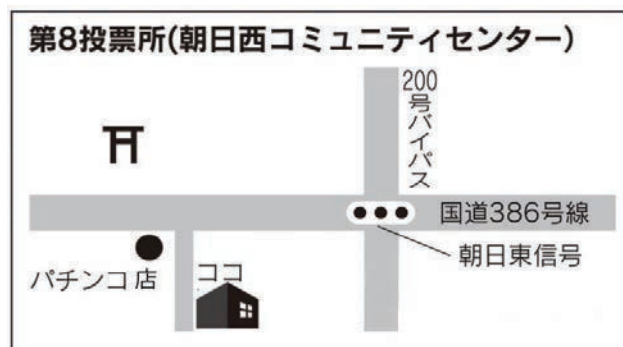 第8投票所(朝日西コミュニティセンター)
200号バイパス
国道386号線
朝日東信号
パチンコ店
ココ